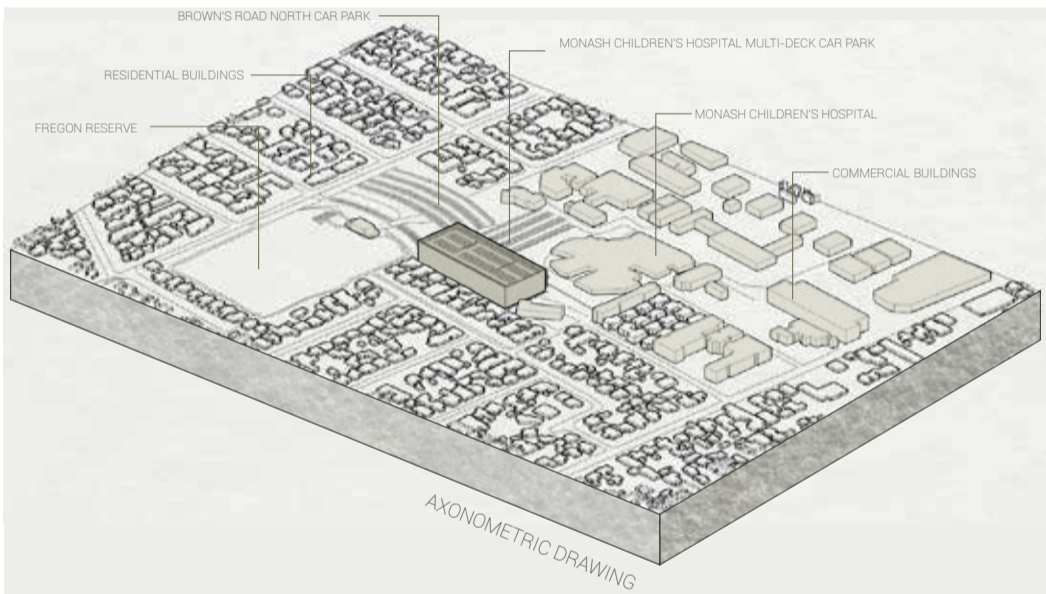 BROWN'S ROAD NORTH CAR PARK
MONASH CHILDREN'S HOSPITAL MULTI-DECK CAR PARK
RESIDENTIAL BUILDINGS
MONASH CHILDREN'S HOSPITAL
FREGON RESERVE
COMMERCIAL BUILDINGS
AXONOMETRIC DRAWING